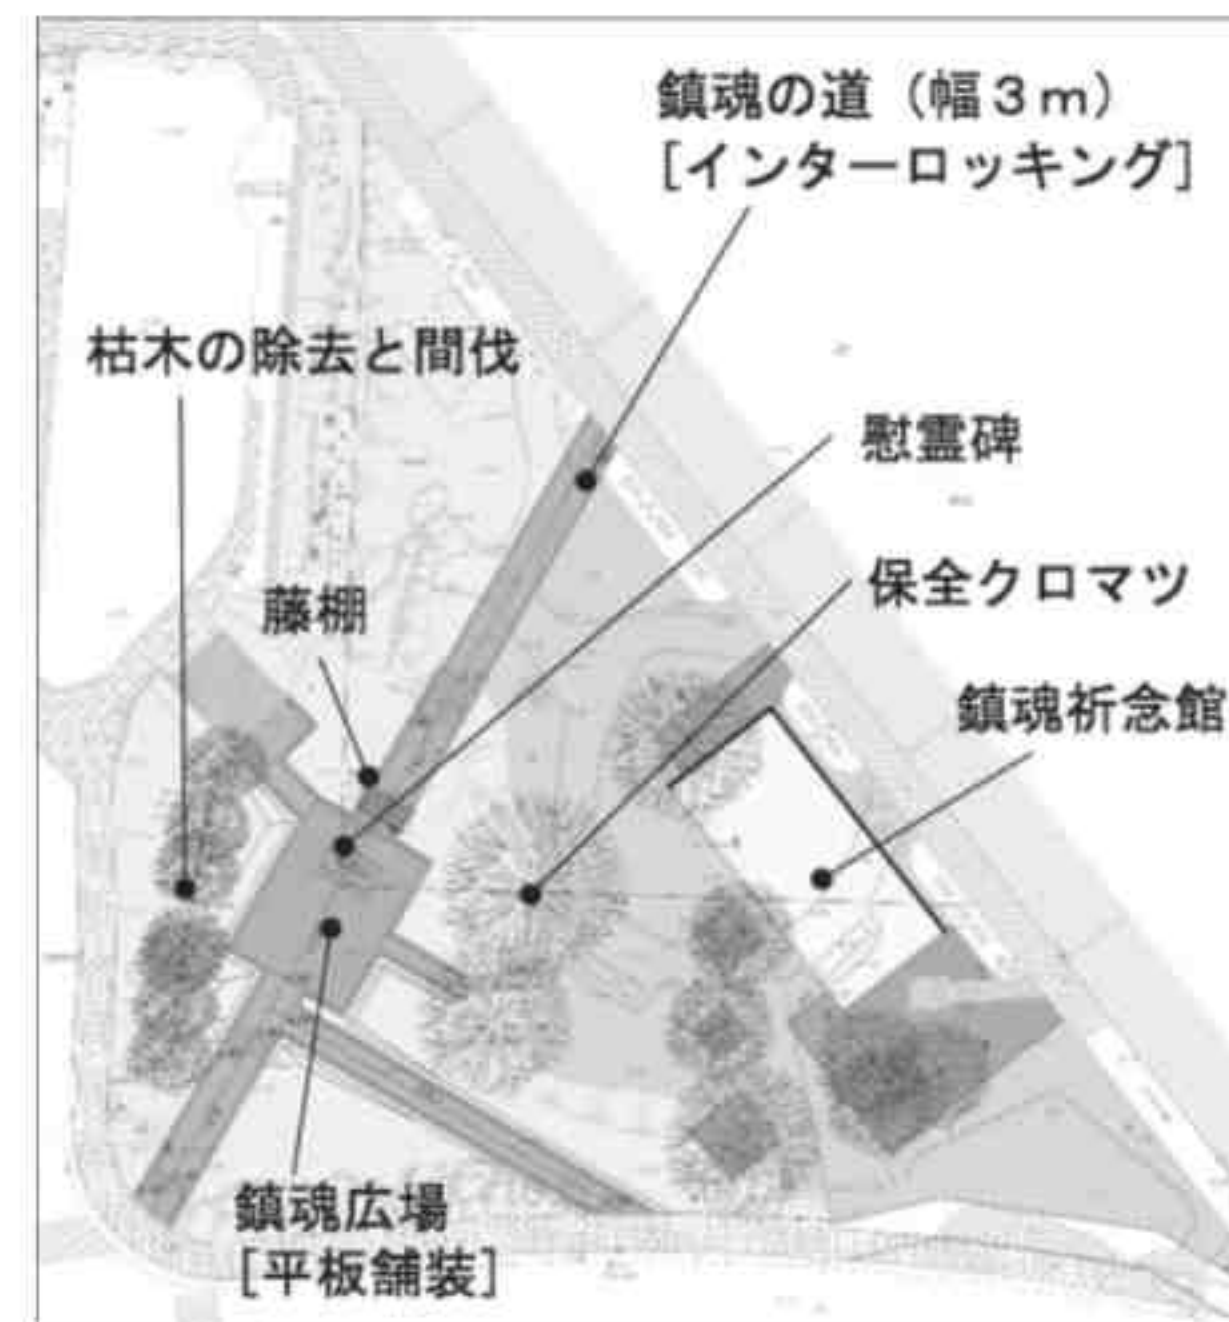 鎮魂の道（幅3m）
［インターロッキング］
枯木の除去と間伐
慰霊碑
保全クロマツ
藤棚
鎮魂祈念館
鎮魂広場
［平板舗装］